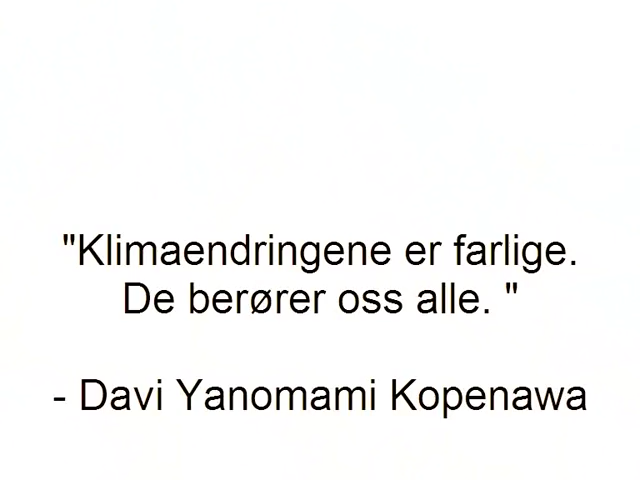 "Klimaendringene er farlige.
De berører oss alle. "
- Davi Yanomami Kopenawa